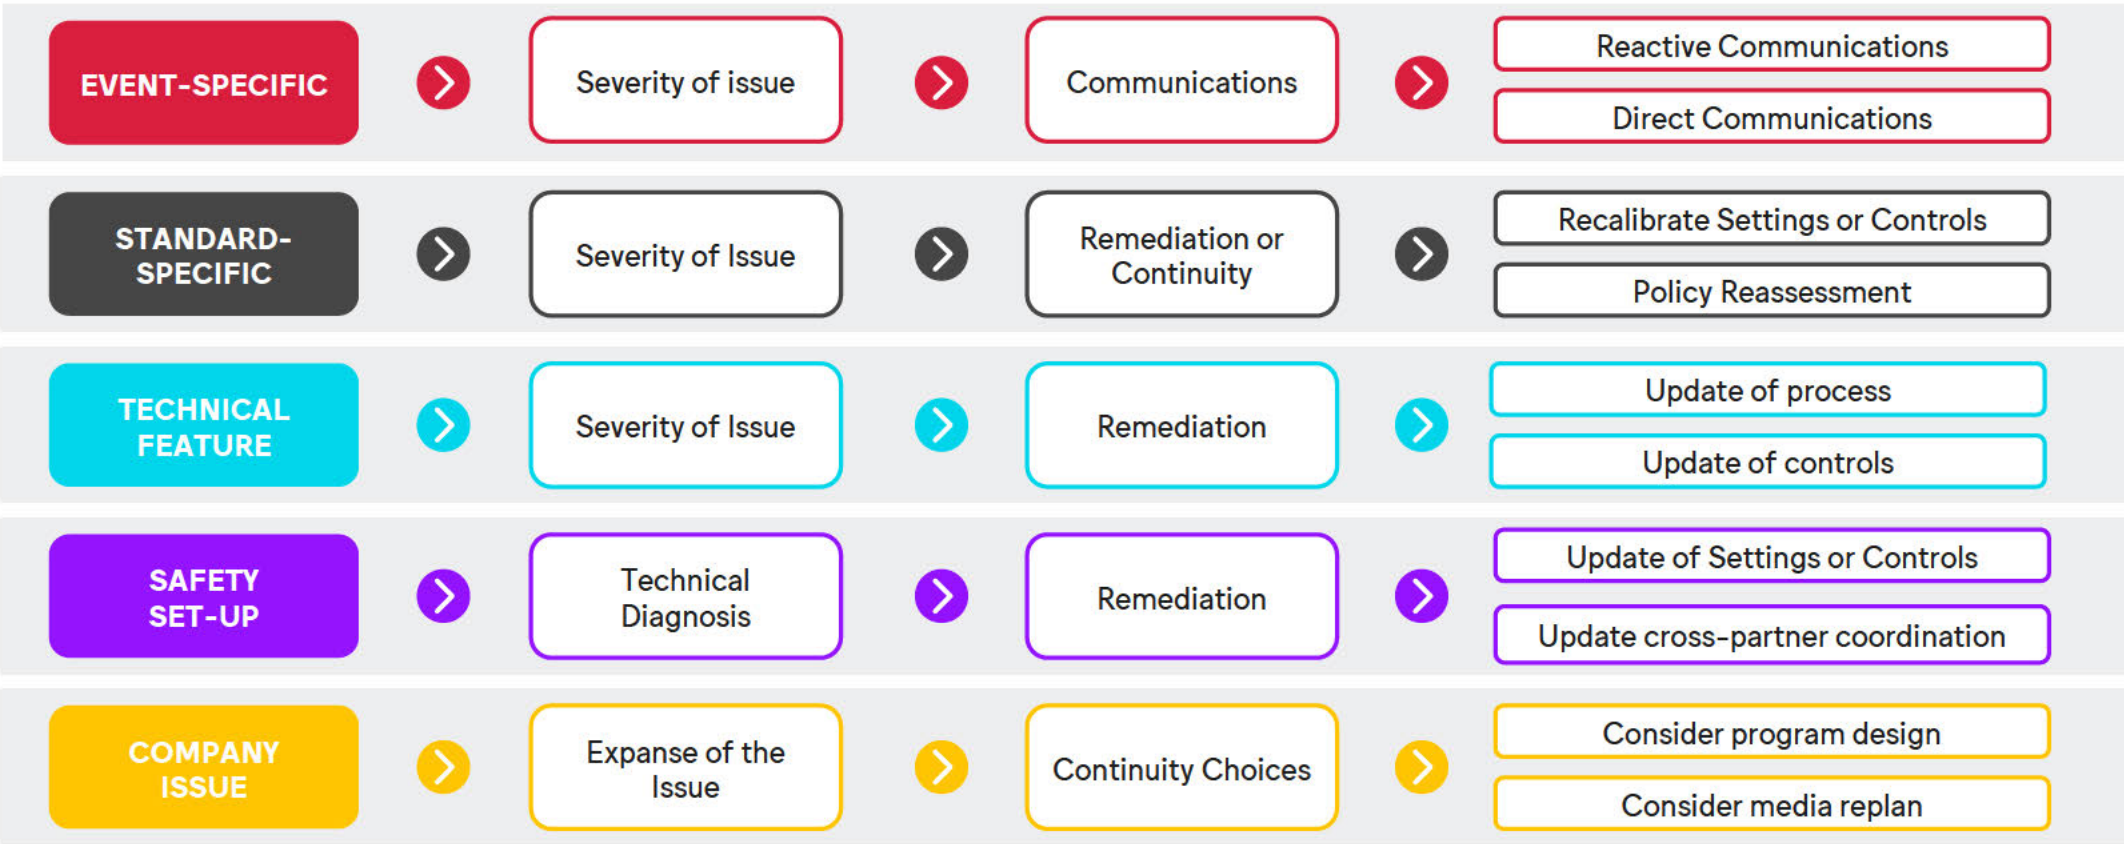 EVENT-SPECIFIC
Severity of issue
Communications
Reactive Communications
Direct Communications
STANDARD-
SPECIFIC
Severity of Issue
Remediation or
Continuity
Recalibrate Settings or Controls
Policy Reassessment
TECHNICAL
FEATURE
Severity of Issue
Remediation
Update of process
Update of controls
SAFETY
SET-UP
Technical
Diagnosis
Remediation
Update of Settings or Controls
Update cross-partner coordination
COMPANY
ISSUE
Expanse of the
Issue
Continuity Choices
Consider program design
Consider media replan